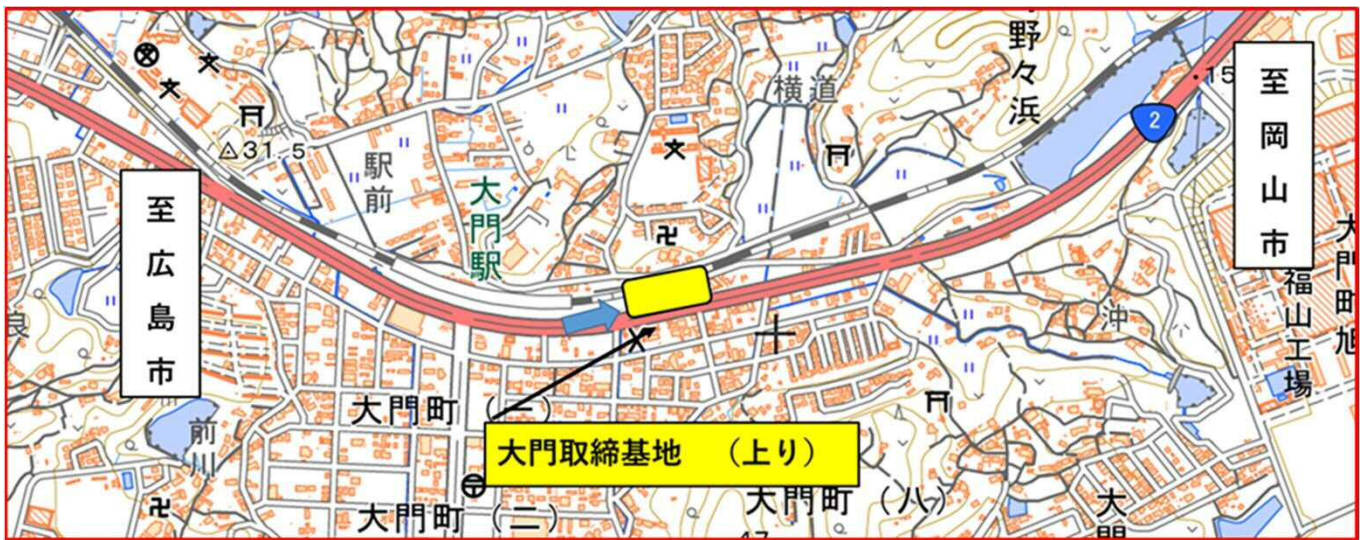 野々浜
横道
15
2
至岡山市
31.5
駅前
大門駅
至広島市
大門町旭
福山工場
沖
前川
大門町（一）
大門取締基地　（上り）
大門町（二）
大門町（八）
大門